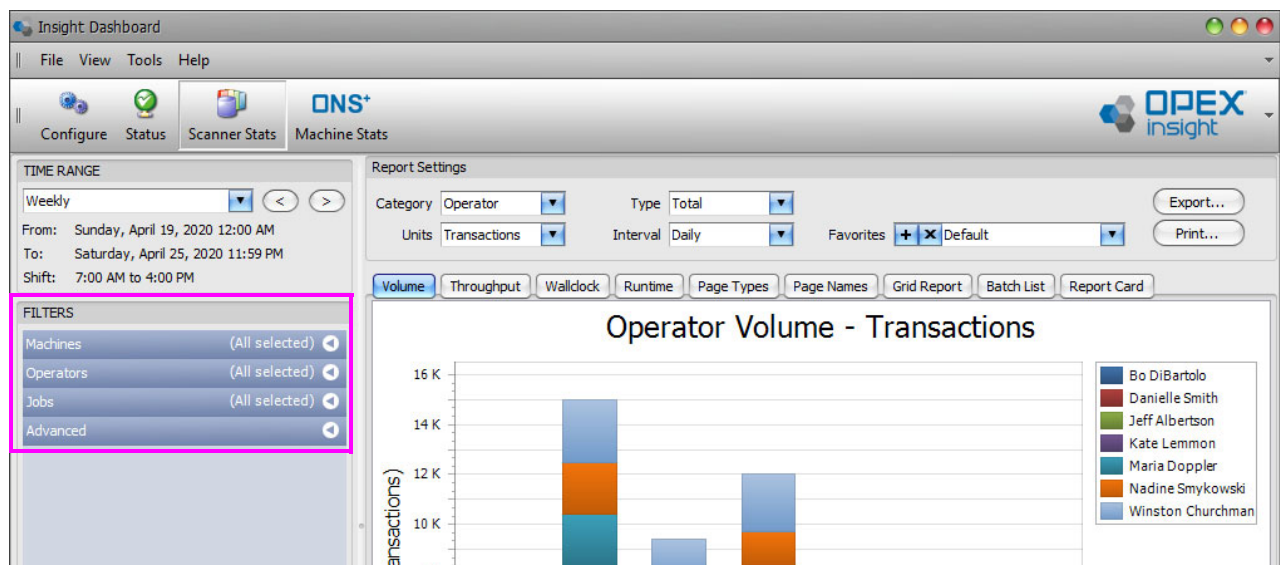 Insight Dashboard
File View Tools Help
Configure Status Scanner Stats ONS+ Machine Stats
OPEX
insight
TIME RANGE
Weekly < >
From: Sunday, April 19, 2020 12:00 AM
To: Saturday, April 25, 2020 11:59 PM
Shift: 7:00 AM to 4:00 PM
FILTERS
Machines (All selected)
Operators (All selected)
Jobs (All selected)
Advanced
Report Settings
Category Operator Type Total Export...
Units Transactions Interval Daily Favorites + X Default Print...
Volume Throughput Wallclock Runtime Page Types Page Names Grid Report Batch List Report Card
Operator Volume - Transactions
16 K
14 K
12 K
10 K
ansactions)
Bo DiBartolo
Danielle Smith
Jeff Albertson
Kate Lemmon
Maria Doppler
Nadine Smykowski
Winston Churchman